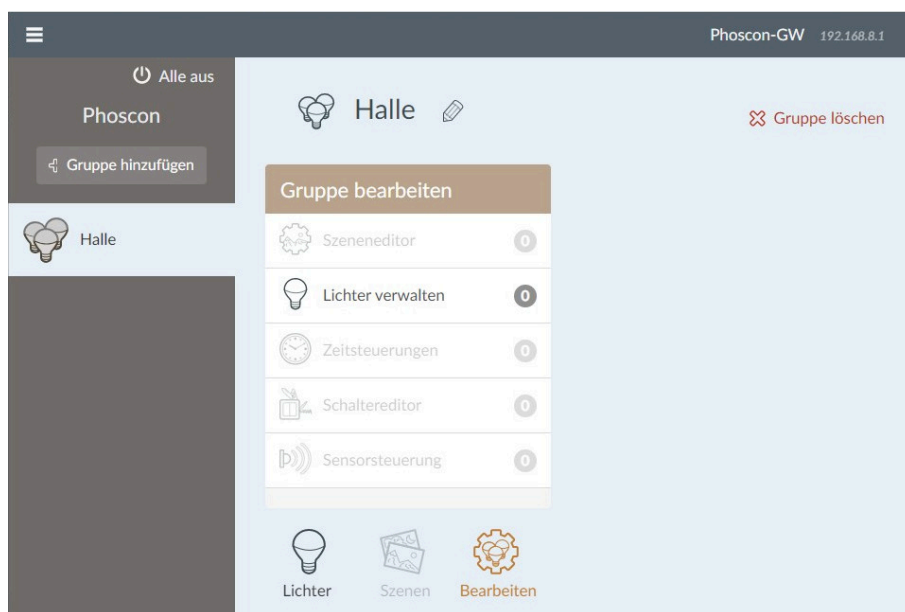 Phoscon-GW 192.168.8.1
Alle aus
Phoscon
Gruppe hinzufügen
Halle
Halle
Gruppe löschen
Gruppe bearbeiten
Szeneneditor 0
Lichter verwalten 0
Zeitsteuerungen 0
Schaltereditor 0
Sensorsteuerung 0
Lichter Szenen Bearbeiten